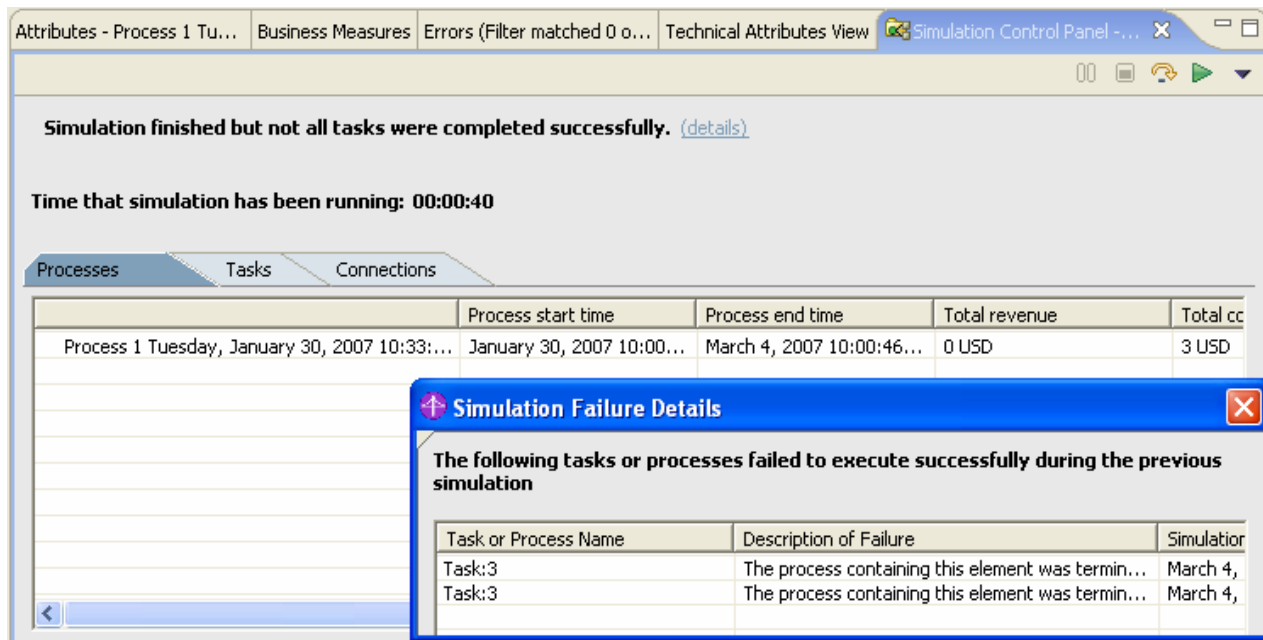 Attributes - Process 1 Tu... Business Measures Errors (Filter matched 0 o... Technical Attributes View Simulation Control Panel -...
Simulation finished but not all tasks were completed successfully. (details)
Time that simulation has been running: 00:00:40
Processes Tasks Connections
Process start time Process end time Total revenue Total cc
Process 1 Tuesday, January 30, 2007 10:33:... January 30, 2007 10:00... March 4, 2007 10:00:46... 0 USD 3 USD
Simulation Failure Details
The following tasks or processes failed to execute successfully during the previous
simulation
Task or Process Name Description of Failure Simulation
Task:3 The process containing this element was termin... March 4,
Task:3 The process containing this element was termin... March 4,